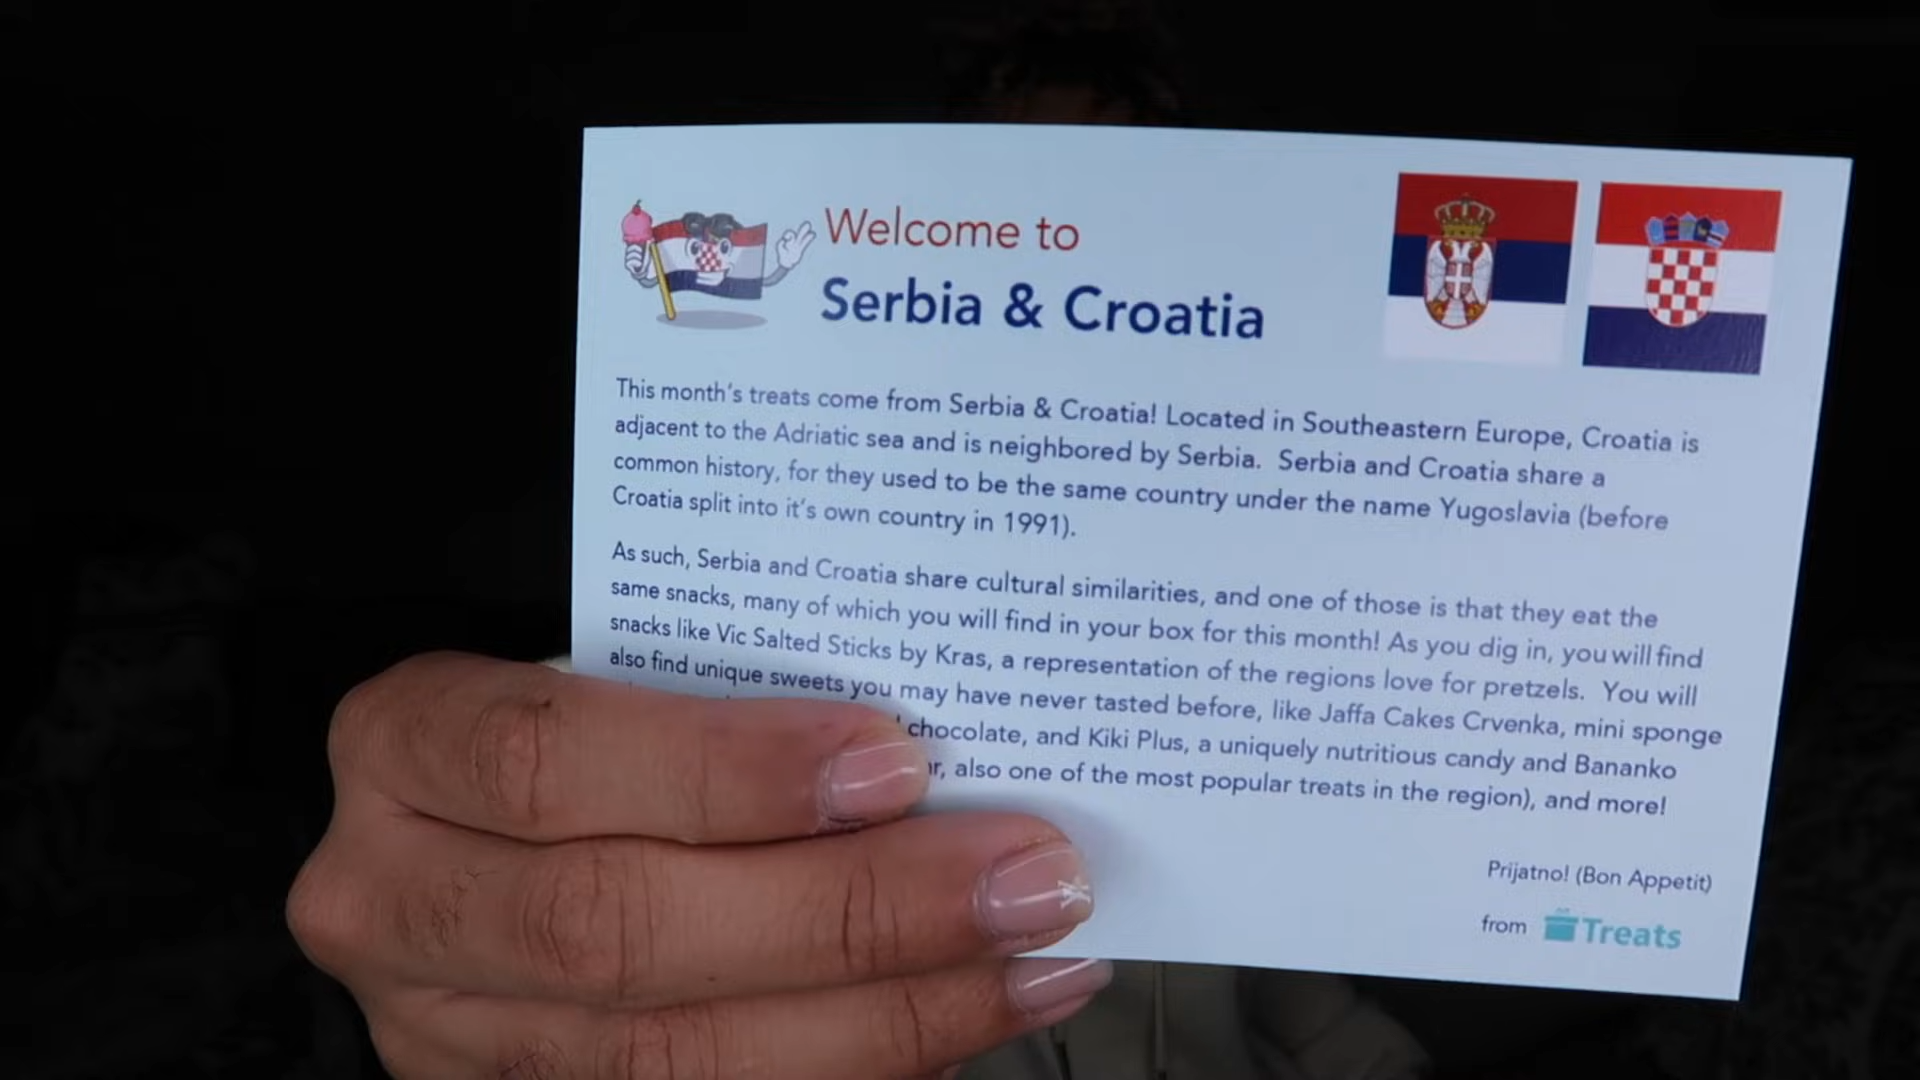 Welcome to
Serbia & Croatia
This month's treats come from Serbia & Croatia! Located in Southeastern Europe, Croatia is
adjacent to the Adriatic sea and is neighbored by Serbia. Serbia and Croatia share a
common history, for they used to be the same country under the name Yugoslavia (before
Croatia split into it's own country in 1991).
As such, Serbia and Croatia share cultural similarities, and one of those is that they eat the
same snacks, many of which you will find in your box for this month! As you dig in, you will find
snacks like Vic Salted Sticks by Kras, a representation of the regions love for pretzels. You will
also find unique sweets you may have never tasted before, like Jaffa Cakes Crvenka, mini sponge
chocolate, and Kiki Plus, a uniquely nutritious candy and Bananko
also one of the most popular treats in the region), and more!
Prijatno! (Bon Appetit)
from Treats